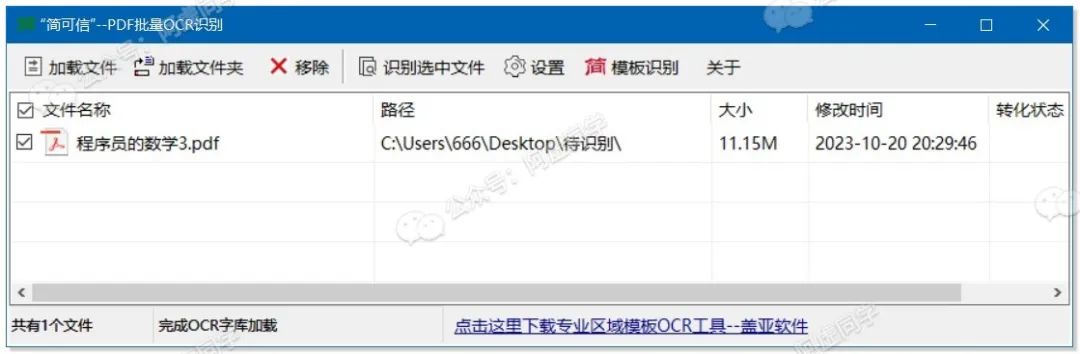 “简可信”--PDF批量OCR识别
加载文件 加载文件夹 移除 识别选中文件 设置 简 模板识别 关于
文件名称 路径 大小 修改时间 转化状态
程序员的数学3.pdf C:\Users\666\Desktop\待识别\ 11.15M 2023-10-20 20:29:46
公众号：阿虚同学
共有1个文件 完成OCR字库加载 点击这里下载专业区域模板OCR工具--盖亚软件